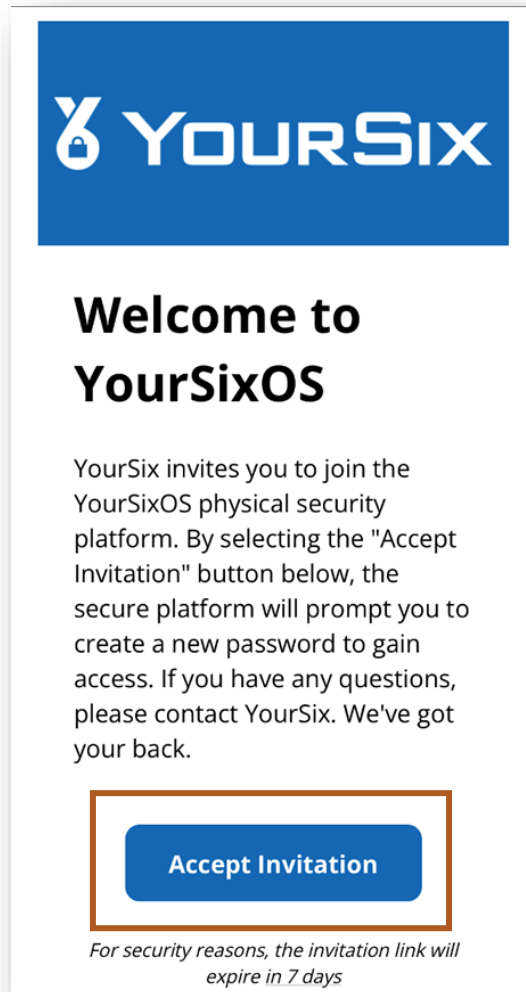 YourSix
Welcome to
YourSixOS
YourSix invites you to join the
YourSixOS physical security
platform. By selecting the "Accept
Invitation" button below, the
secure platform will prompt you to
create a new password to gain
access. If you have any questions,
please contact YourSix. We've got
your back.
Accept Invitation
For security reasons, the invitation link will
expire in 7 days